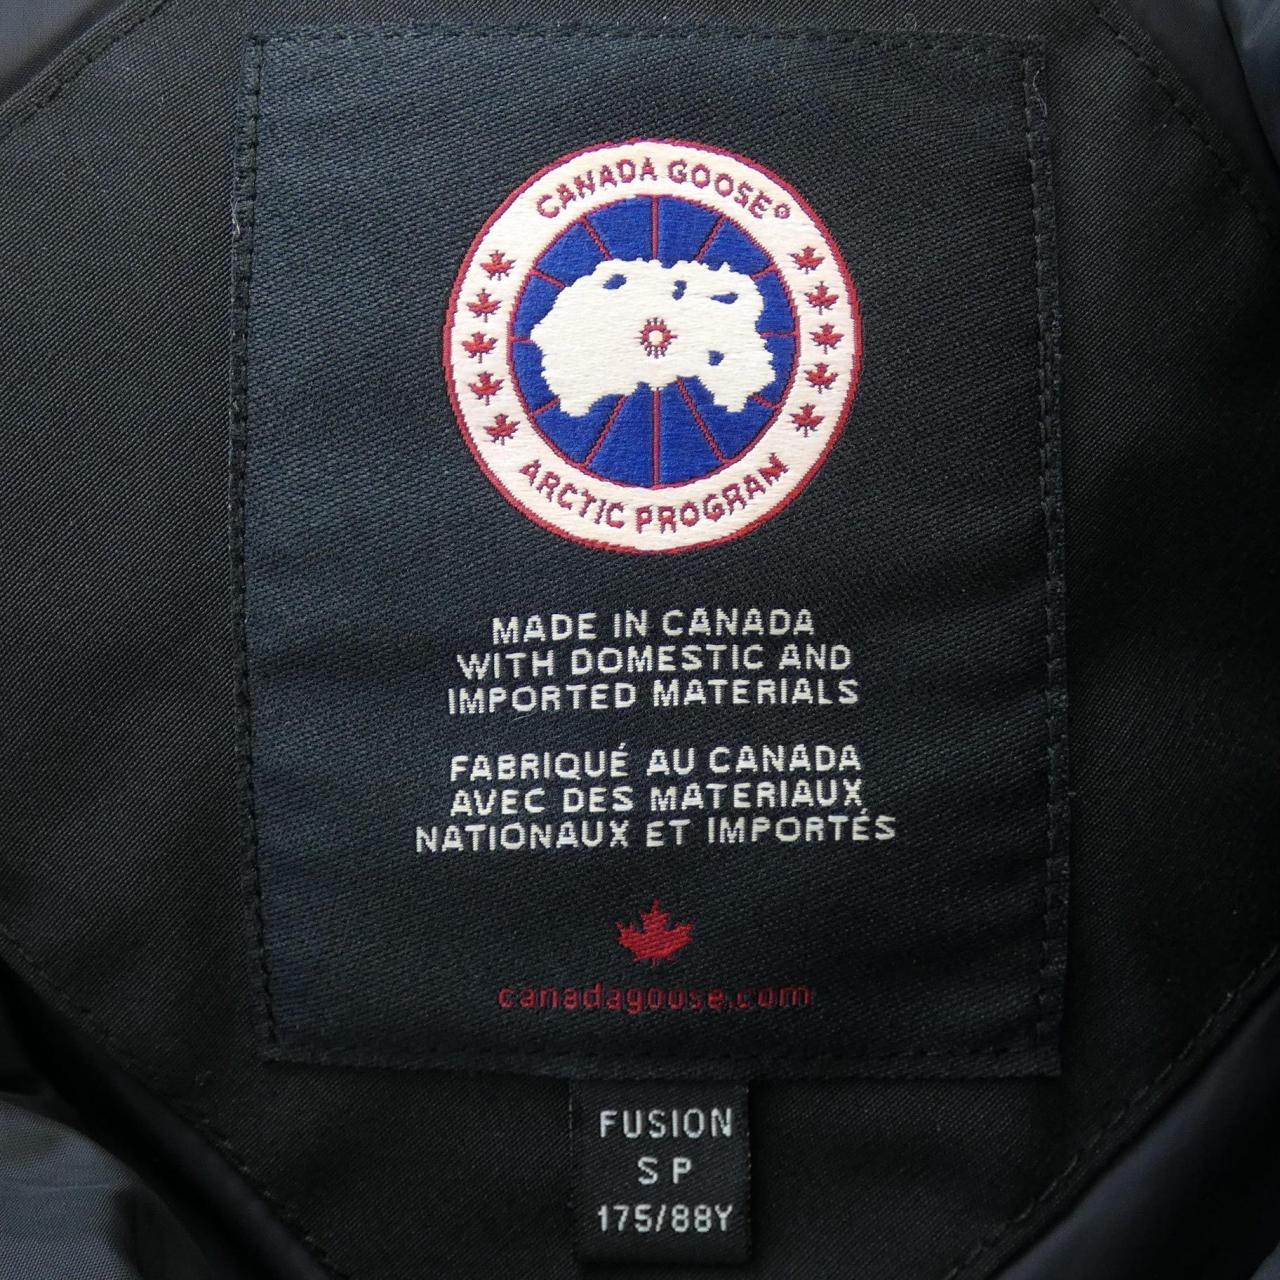 CANADA GOOSE®
ARCTIC PROGRAM
MADE IN CANADA
WITH DOMESTIC AND
IMPORTED MATERIALS
FABRIQUÉ AU CANADA
AVEC DES MATERIAUX
NATIONAUX ET IMPORTÉS
canadagoose.com
FUSION
S P
175/88Y